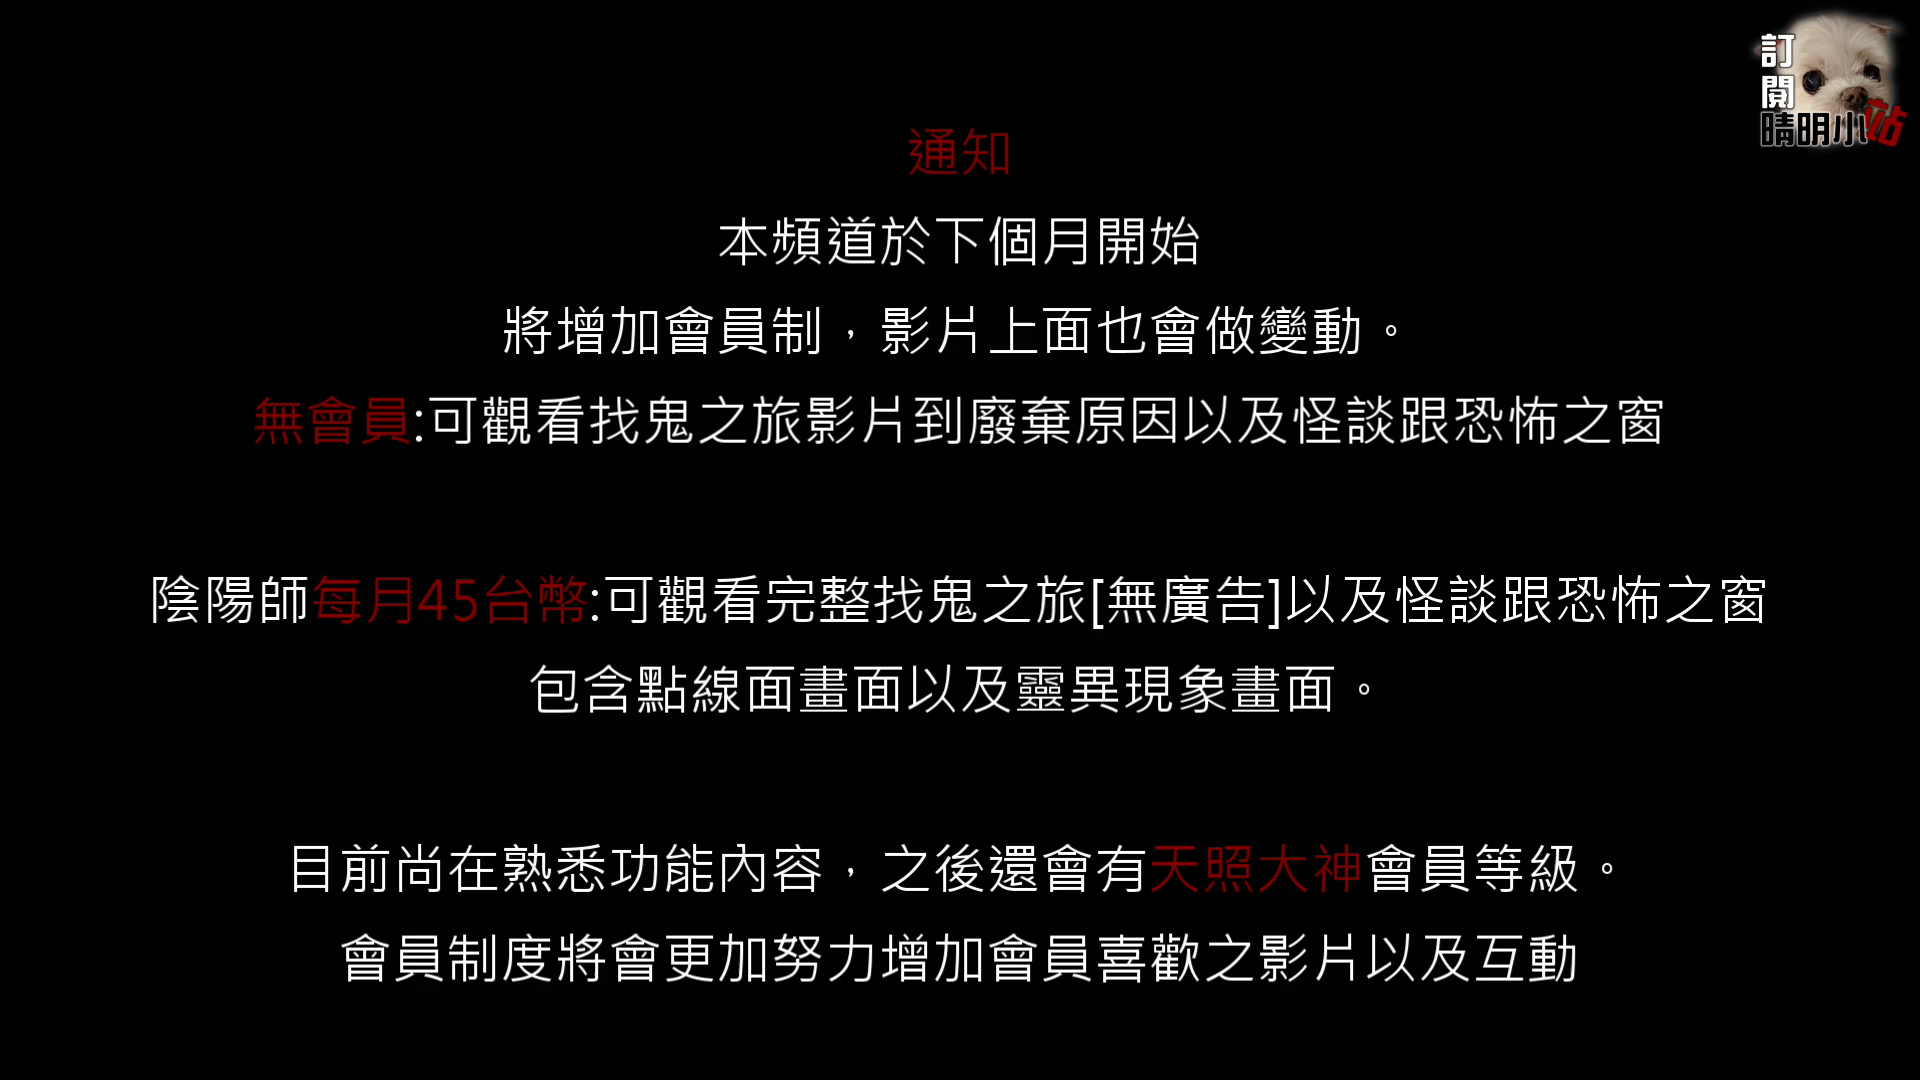 訂閱
晴明小站
通知
本頻道於下個月開始
將增加會員制，影片上面也會做變動。
無會員:可觀看找鬼之旅影片到廢棄原因以及怪談跟恐怖之窗
陰陽師每月45台幣:可觀看完整找鬼之旅[無廣告]以及怪談跟恐怖之窗
包含點線面畫面以及靈異現象畫面。
目前尚在熟悉功能內容，之後還會有天照大神會員等級。
會員制度將會更加努力增加會員喜歡之影片以及互動